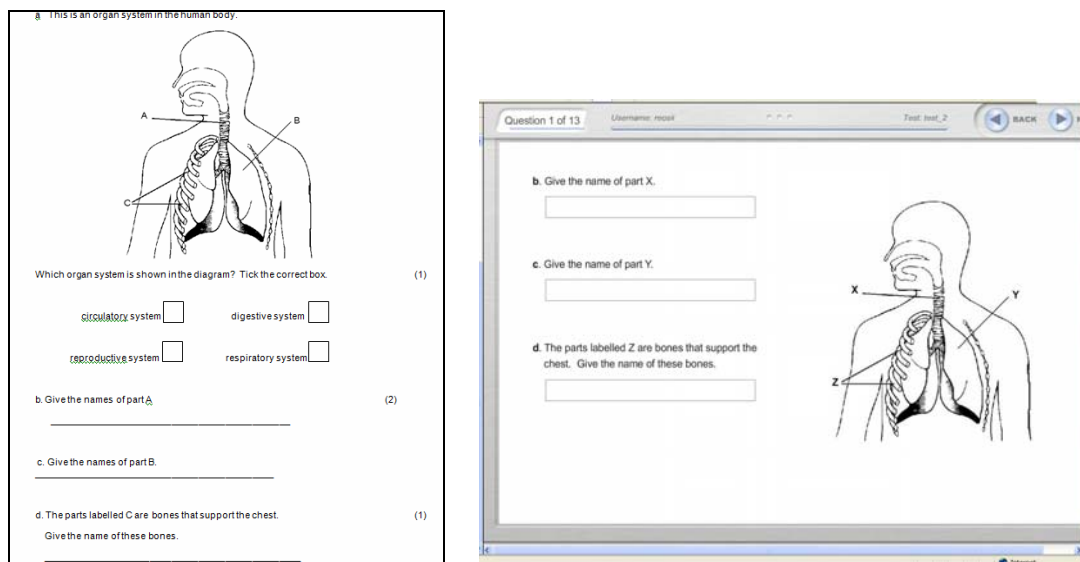 a This is an organ system in the human body.
A
B
C
Which organ system is shown in the diagram? Tick the correct box. (1)
circulatory system digestive system
reproductive system respiratory system
b. Give the names of part A (2)
c. Give the names of part B.
d. The parts labelled C are bones that support the chest. (1)
Give the name of these bones.
Question 1 of 13 Username: Test: test_2 BACK
b. Give the name of part X.
c. Give the name of part Y.
d. The parts labelled Z are bones that support the
chest. Give the name of these bones.
X
Y
Z